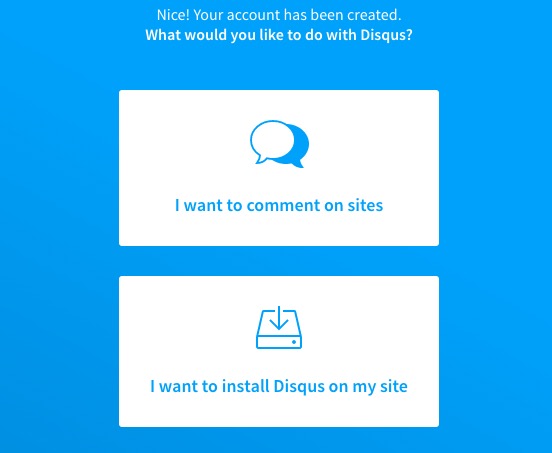 Nice! Your account has been created.
What would you like to do with Disqus?
I want to comment on sites
I want to install Disqus on my site